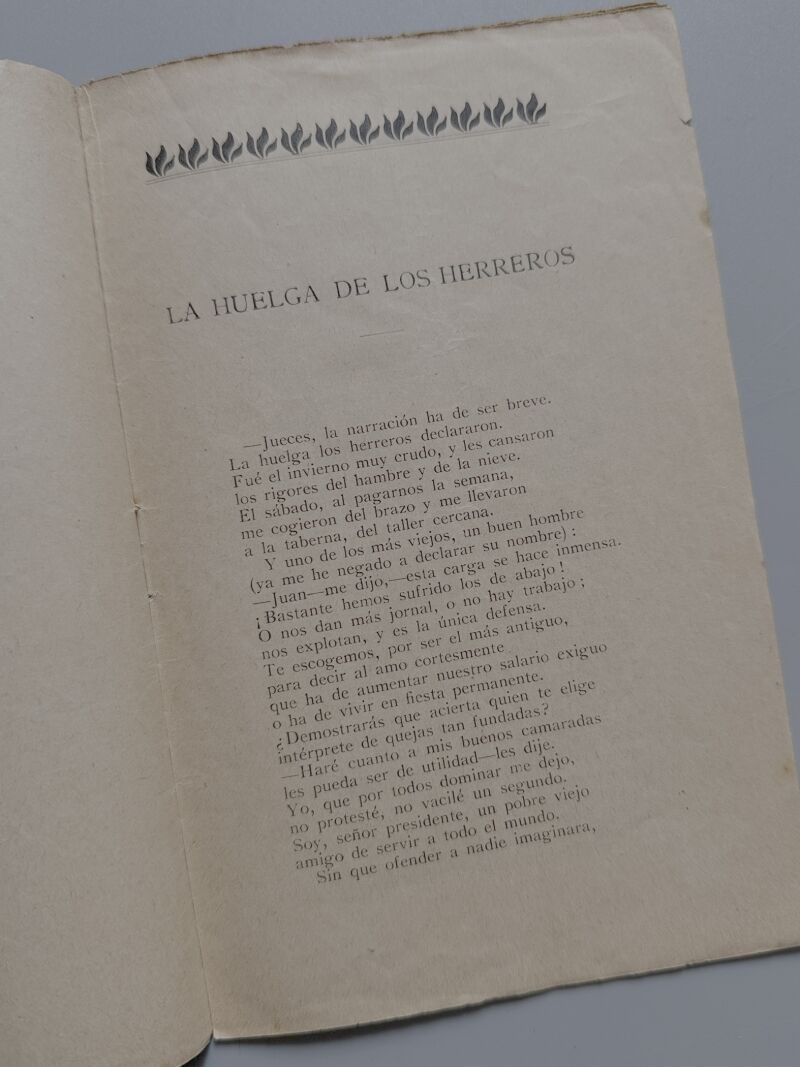 LA HUELGA DE LOS HERREROS
—Jueces, la narración ha de ser breve.
La huelga los herreros declararon.
Fué el invierno muy crudo, y les cansaron
los rigores del hambre y de la nieve.
El sábado, al pagarnos la semana,
me cogieron del brazo y me llevaron
a la taberna, del taller cercana.
Y uno de los más viejos, un buen hombre
(ya me he negado a declarar su nombre) :
—Juan—me dijo,—esta carga se hace inmensa.
¡Bastante hemos sufrido los de abajo !
O nos dan más jornal, o no hay trabajo ;
nos explotan, y es la única defensa.
Te escogemos, por ser el más antiguo,
para decir al amo cortesmente
que ha de aumentar nuestro salario exiguo
o ha de vivir en fiesta permanente.
¿Demostrarás que acierta quien te elige
intérprete de quejas tan fundadas?
—Haré cuanto a mis buenos camaradas
les pueda ser de utilidad—les dije.
Yo, que por todos dominar me dejo,
no protesté, no vacilé un segundo.
Soy, señor presidente, un pobre viejo
amigo de servir a todo el mundo.
Sin que ofender a nadie imaginara,